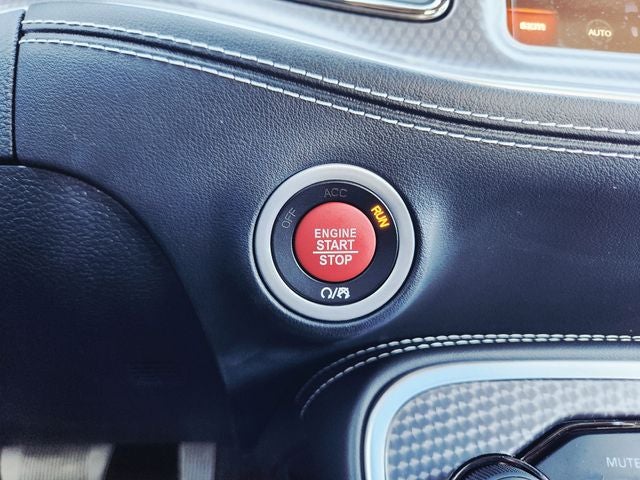 AUTO
ACC
OFF
RUN
ENGINE
START
STOP
MUTE